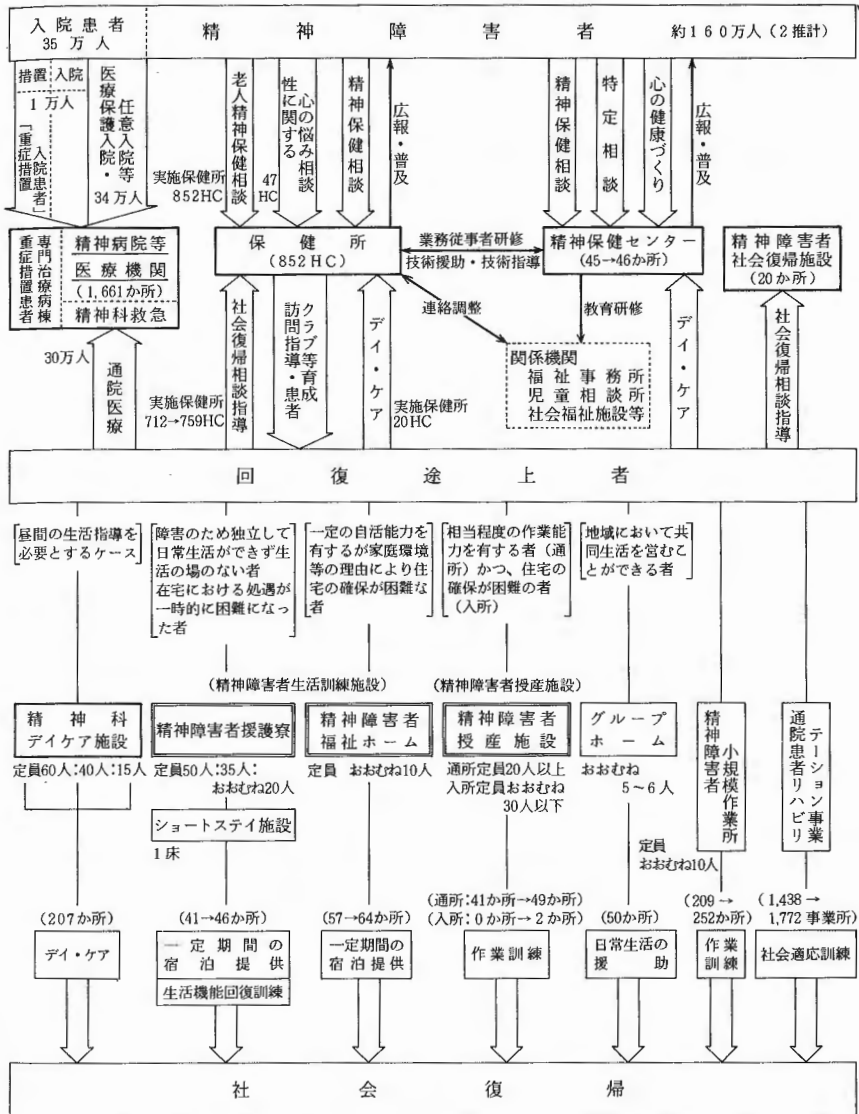 入院患者
35万人
精神障害者
約160万人（2推計）
措置入院
1万人
「重症措置
入院患者」
医療保護入院・
任意入院等
34万人
老人精神保健相談
実施保健所
852HC
性に関する
心の悩み相談
47
HC
精神保健相談
広報・普及
精神保健相談
特定相談
心の健康づくり
広報・普及
重症措置患者
専門治療病棟
精神病院等
医療機関
(1,661か所)
精神科救急
保健所
(852HC)
業務従事者研修
技術援助・技術指導
精神保健センター
(45→46か所)
精神障害者
社会復帰施設
(20か所)
連絡調整
教育研修
関係機関
福祉事務所
児童相談所
社会福祉施設等
30万人
通院医療
実施保健所
712→759HC
社会復帰相談指導
訪問指導・患者
クラブ等育成
デイ・ケア
実施保健所
20HC
デイ・ケア
社会復帰相談指導
回復途上者
昼間の生活指導を
必要とするケース
障害のため独立して
日常生活ができず生
活の場のない者
在宅における処遇が
一時的に困難になっ
た者
一定の自活能力を
有するが家庭環境
等の理由により住
宅の確保が困難な
者
相当程度の作業能
力を有する者（通
所）かつ、住宅の
確保が困難の者
（入所）
地域において共
同生活を営むこ
とができる者
(精神障害者生活訓練施設)
(精神障害者授産施設)
精神科
デイケア施設
定員60人:40人:15人
精神障害者援護寮
定員50人:35人:
おおむね20人
ショートステイ施設
1床
精神障害者
福祉ホーム
定員 おおむね10人
精神障害者
授産施設
通所定員20人以上
入所定員おおむね
30人以下
グループ
ホーム
おおむね
5～6人
精神障害者
小規模作業所
定員
おおむね10人
通院患者リハビリ
テーション事業
(207か所)
デイ・ケア
(41→46か所)
一定期間の
宿泊提供
生活機能回復訓練
(57→64か所)
一定期間の
宿泊提供
(通所:41か所→49か所)
(入所:0か所→2か所)
作業訓練
(50か所)
日常生活の
援助
(209→
252か所)
作業
訓練
(1,438→
1,772事業所)
社会適応訓練
社会復帰